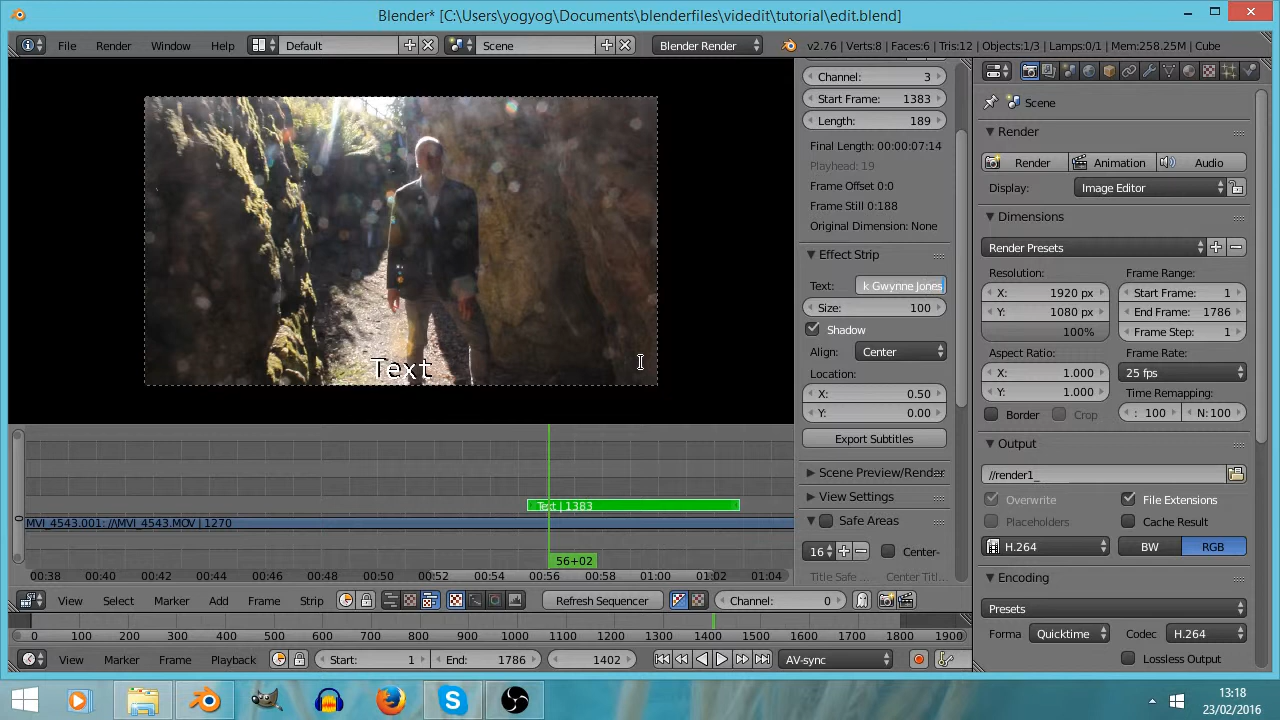 Blender* [C:\Users\yogyog\Documents\blenderfiles\videdit\tutorial\edit.blend]
File Render Window Help Default Scene Blender Render v2.76 | Verts:8 | Faces:6 | Tris:12 | Objects:1/3 | Lamps:0/1 | Mem:258.25M | Cube
Channel: 3
Start Frame: 1383
Length: 189
Final Length: 00:00:07:14
Playhead: 19
Frame Offset 0:0
Frame Still 0:188
Original Dimension: None
Effect Strip
Text: k Gwynne Jones
Size: 100
Shadow
Align: Center
Location:
X: 0.50
Y: 0.00
Export Subtitles
Scene Preview/Render
View Settings
Safe Areas
16 Center-
Title Safe Center Titl
Scene
Render
Render Animation Audio
Display: Image Editor
Dimensions
Render Presets
Resolution: Frame Range:
X: 1920 px Start Frame: 1
Y: 1080 px End Frame: 1786
100% Frame Step: 1
Aspect Ratio: Frame Rate:
X: 1.000 25 fps
Y: 1.000 Time Remapping:
Border Crop : 100 N: 100
Output
//render1_
Overwrite File Extensions
Placeholders Cache Result
H.264 BW RGB
Encoding
Presets
Forma Quicktime Codec H.264
Lossless Output
Text
Text | 1383
MVI_4543.001: //MVI_4543.MOV | 1270
56+02
00:38 00:40 00:42 00:44 00:46 00:48 00:50 00:52 00:54 00:56 00:58 01:00 01:02 01:04
View Select Marker Add Frame Strip Refresh Sequencer Channel: 0
0 100 200 300 400 500 600 700 800 900 1000 1100 1200 1300 1400 1500 1600 1700 1800 1900
View Marker Frame Playback Start: 1 End: 1786 1402 AV-sync
13:18
23/02/2016